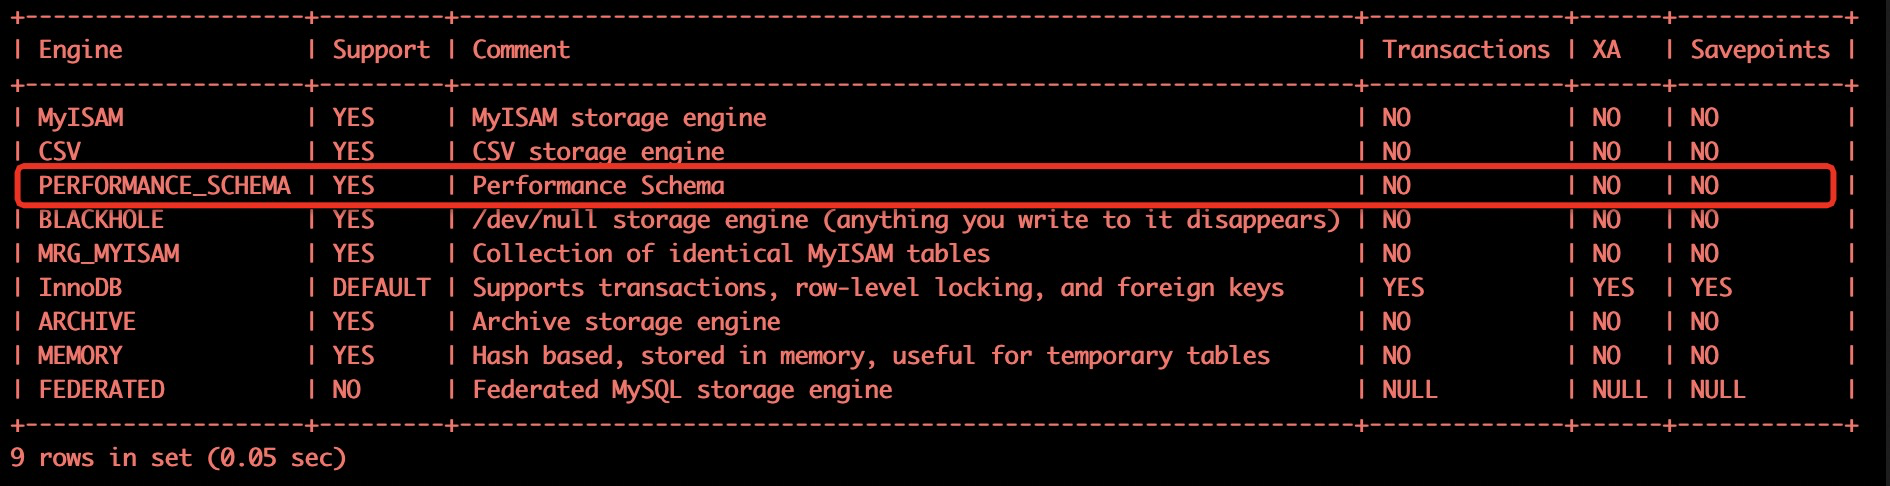 +--------------------+---------+----------------------------------------------------------------+--------------+------+------------+
| Engine             | Support | Comment                                                        | Transactions | XA   | Savepoints |
+--------------------+---------+----------------------------------------------------------------+--------------+------+------------+
| MyISAM             | YES     | MyISAM storage engine                                          | NO           | NO   | NO         |
| CSV                | YES     | CSV storage engine                                             | NO           | NO   | NO         |
| PERFORMANCE_SCHEMA | YES     | Performance Schema                                             | NO           | NO   | NO         |
| BLACKHOLE          | YES     | /dev/null storage engine (anything you write to it disappears) | NO           | NO   | NO         |
| MRG_MYISAM         | YES     | Collection of identical MyISAM tables                          | NO           | NO   | NO         |
| InnoDB             | DEFAULT | Supports transactions, row-level locking, and foreign keys     | YES          | YES  | YES        |
| ARCHIVE            | YES     | Archive storage engine                                         | NO           | NO   | NO         |
| MEMORY             | YES     | Hash based, stored in memory, useful for temporary tables      | NO           | NO   | NO         |
| FEDERATED          | NO      | Federated MySQL storage engine                                 | NULL         | NULL | NULL       |
+--------------------+---------+----------------------------------------------------------------+--------------+------+------------+
9 rows in set (0.05 sec)